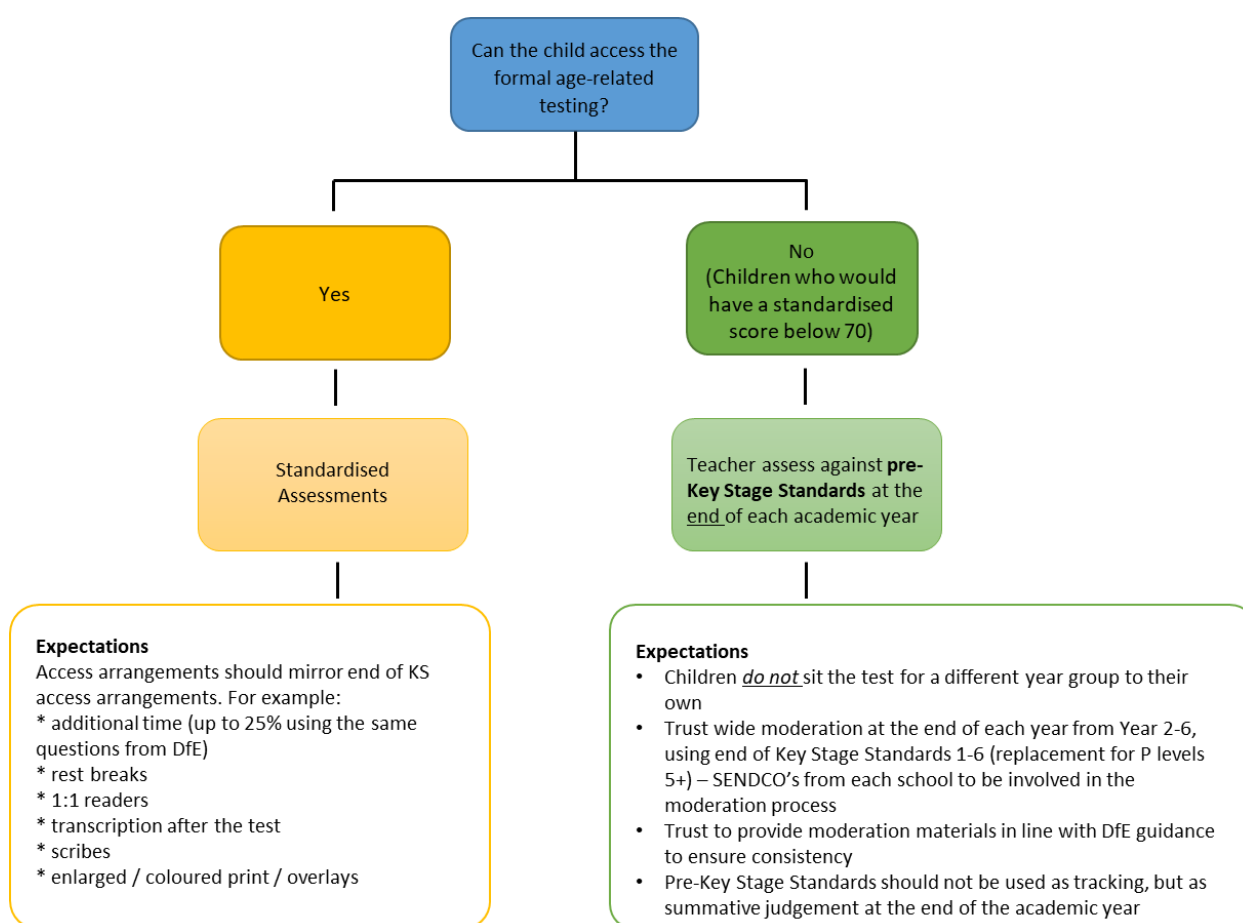 Can the child access the
formal age-related
testing?
Yes
No
(Children who would
have a standardised
score below 70)
Standardised
Assessments
Teacher assess against pre-
Key Stage Standards at the
end of each academic year
Expectations
Access arrangements should mirror end of KS
access arrangements. For example:
* additional time (up to 25% using the same
questions from DfE)
* rest breaks
* 1:1 readers
* transcription after the test
* scribes
* enlarged / coloured print / overlays
Expectations
• Children do not sit the test for a different year group to their
own
• Trust wide moderation at the end of each year from Year 2-6,
using end of Key Stage Standards 1-6 (replacement for P levels
5+) – SENDCO's from each school to be involved in the
moderation process
• Trust to provide moderation materials in line with DfE guidance
to ensure consistency
• Pre-Key Stage Standards should not be used as tracking, but as
summative judgement at the end of the academic year